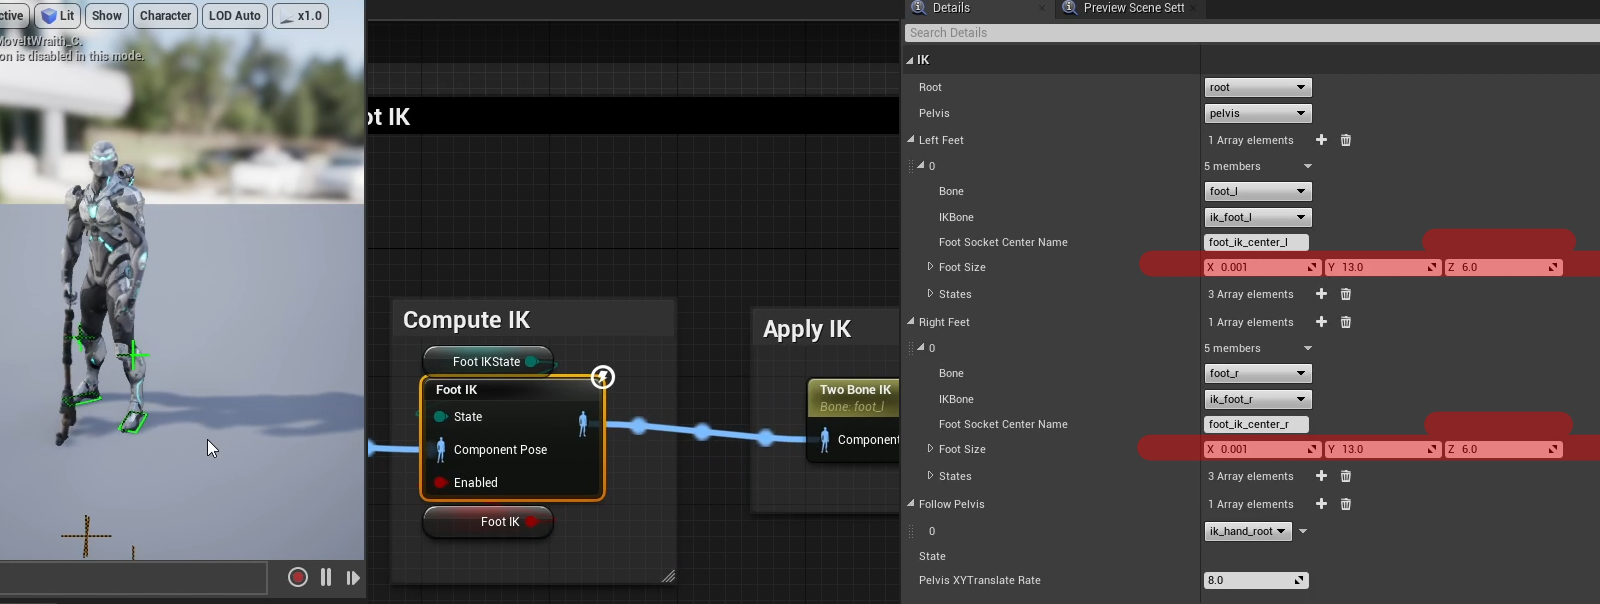 ctive Lit Show Character LOD Auto x1.0
MoveItWraith_C.
on is disabled in this mode.
ot IK
Compute IK
Foot IKState
Foot IK
State
Component Pose
Enabled
Foot IK
Apply IK
Two Bone IK
Bone: foot_l
Component
Details Preview Scene Sett
Search Details
IK
Root root
Pelvis pelvis
Left Feet 1 Array elements
0 5 members
Bone foot_l
IKBone ik_foot_l
Foot Socket Center Name foot_ik_center_l
Foot Size X 0.001 Y 13.0 Z 6.0
States 3 Array elements
Right Feet 1 Array elements
0 5 members
Bone foot_r
IKBone ik_foot_r
Foot Socket Center Name foot_ik_center_r
Foot Size X 0.001 Y 13.0 Z 6.0
States 3 Array elements
Follow Pelvis 1 Array elements
0 ik_hand_root
State
Pelvis XYTranslate Rate 8.0